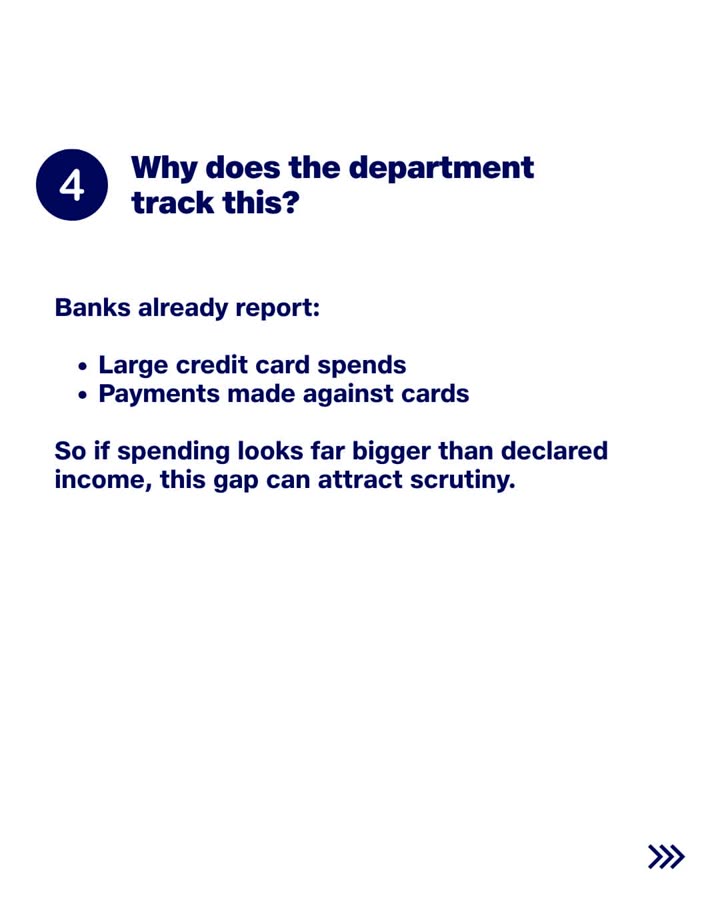 4
Why does the department
track this?
Banks already report:
• Large credit card spends
• Payments made against cards
So if spending looks far bigger than declared
income, this gap can attract scrutiny.